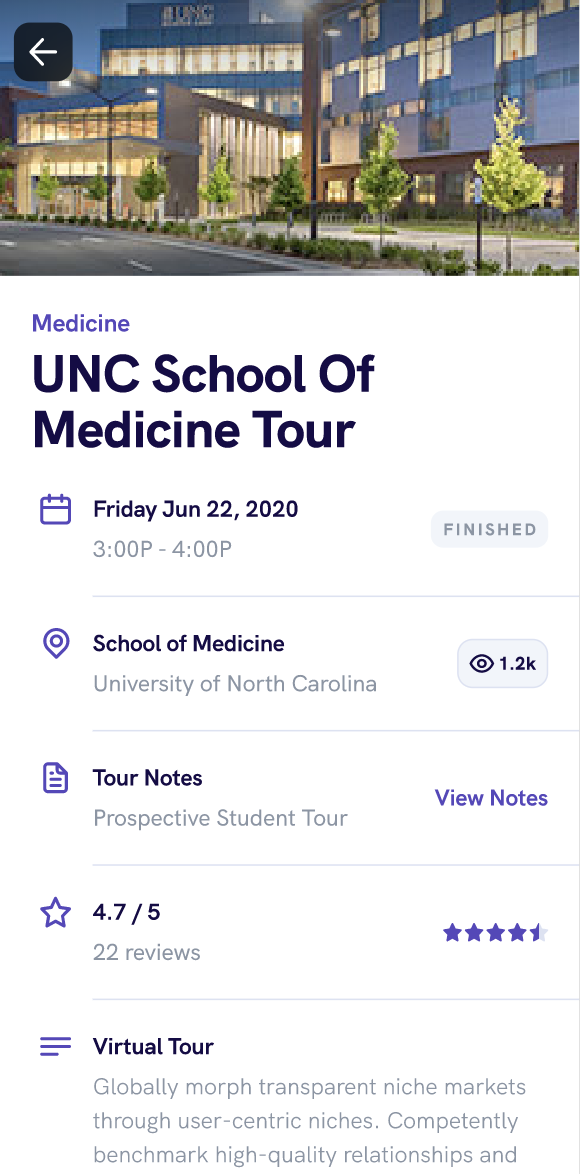 UNC
Medicine
UNC School Of
Medicine Tour
Friday Jun 22, 2020
3:00P - 4:00P
FINISHED
School of Medicine
University of North Carolina
1.2k
Tour Notes
Prospective Student Tour
View Notes
4.7 / 5
22 reviews
Virtual Tour
Globally morph transparent niche markets
through user-centric niches. Competently
benchmark high-quality relationships and